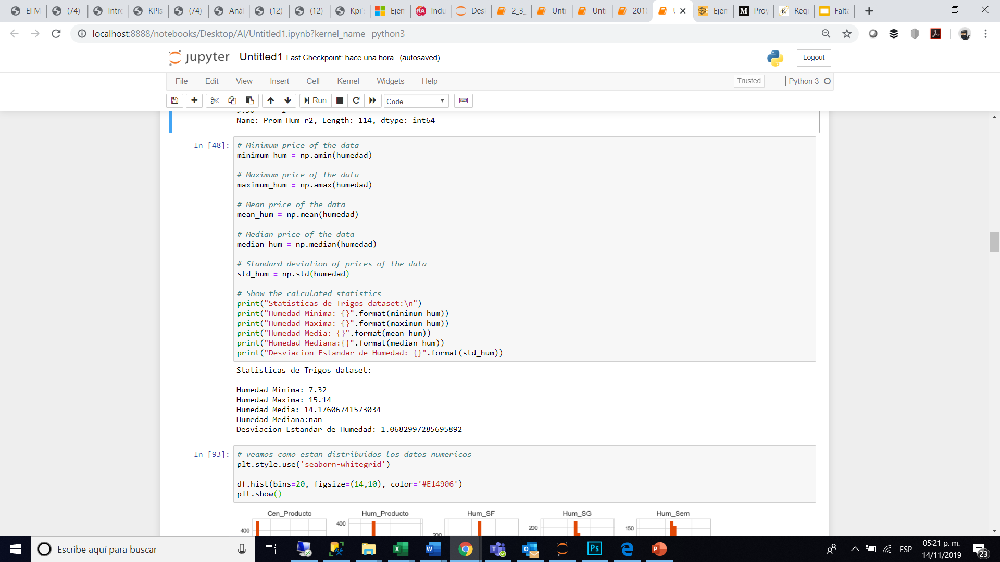 El M
(74)
Intro
KPIs
(74)
Aná
(12)
(12)
Kpi´
Ejem
Indu
Desk
2_3_
Unti
Unti
2018
Ejem
Proy
Reg
Falta
localhost:8888/notebooks/Desktop/AI/Untitled1.ipynb?kernel_name=python3
jupyter Untitled1 Last Checkpoint: hace una hora (autosaved)
Logout
File Edit View Insert Cell Kernel Widgets Help
Trusted
Python 3
Run
Code
Name: Prom_Hum_r2, Length: 114, dtype: int64
In [48]:
# Minimum price of the data
minimum_hum = np.amin(humedad)
# Maximum price of the data
maximum_hum = np.amax(humedad)
# Mean price of the data
mean_hum = np.mean(humedad)
# Median price of the data
median_hum = np.median(humedad)
# Standard deviation of prices of the data
std_hum = np.std(humedad)
# Show the calculated statistics
print("Statisticas de Trigos dataset:\n")
print("Humedad Minima: {}".format(minimum_hum))
print("Humedad Maxima: {}".format(maximum_hum))
print("Humedad Media: {}".format(mean_hum))
print("Humedad Mediana:{}".format(median_hum))
print("Desviacion Estandar de Humedad: {}".format(std_hum))
Statisticas de Trigos dataset:
Humedad Minima: 7.32
Humedad Maxima: 15.14
Humedad Media: 14.17606741573034
Humedad Mediana:nan
Desviacion Estandar de Humedad: 1.0682997285695892
In [93]:
# veamos como estan distribuidos los datos numericos
plt.style.use('seaborn-whitegrid')
df.hist(bins=20, figsize=(14,10), color='#E14906')
plt.show()
Cen_Producto Hum_Producto Hum_SF Hum_SG Hum_Sem
400 400 200 200 150
Escribe aquí para buscar
ESP
05:21 p. m.
14/11/2019
23